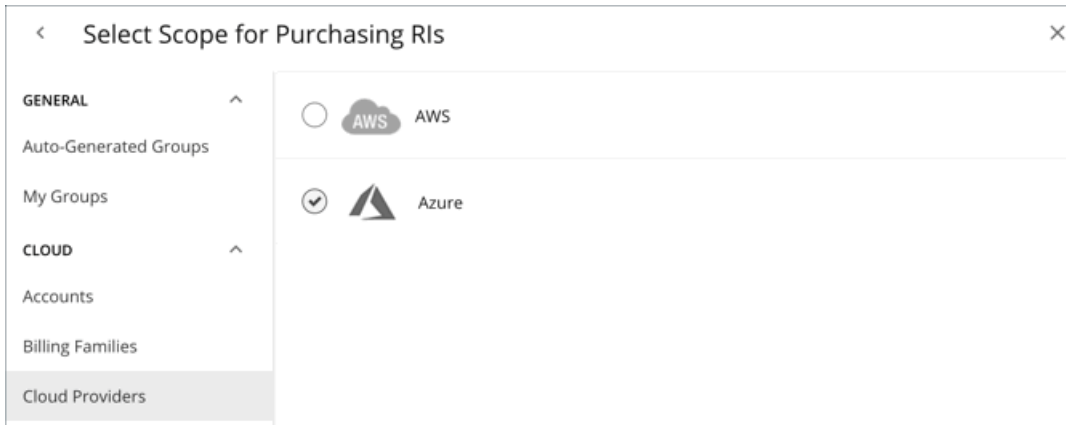 Select Scope for Purchasing RIs
GENERAL
Auto-Generated Groups
My Groups
CLOUD
Accounts
Billing Families
Cloud Providers
AWS AWS
Azure